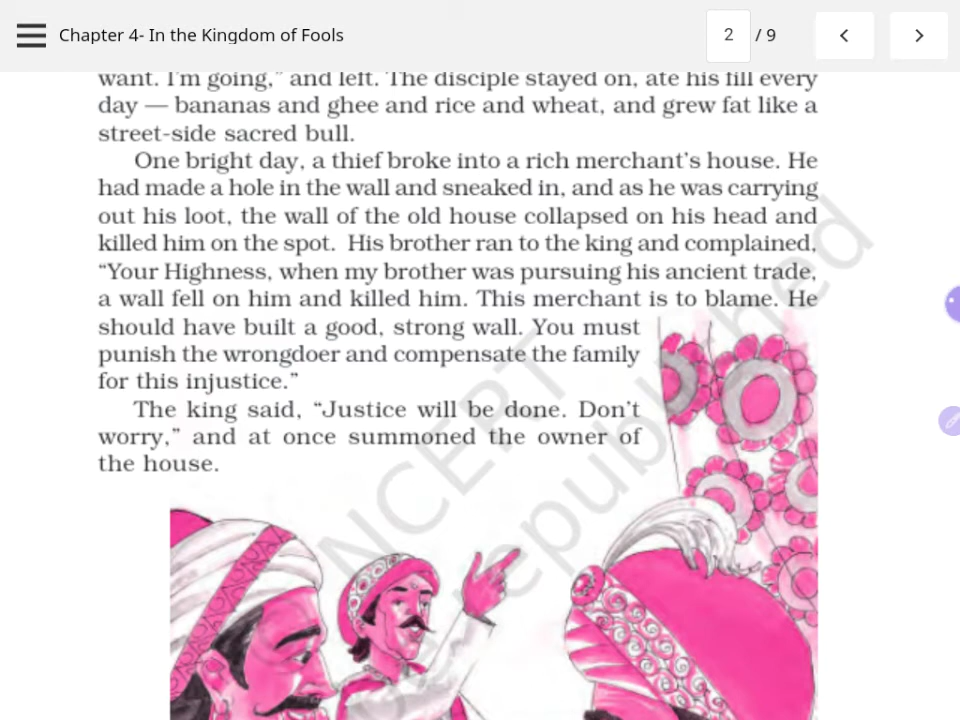 Chapter 4- In the Kingdom of Fools
2 / 9
want. I'm going," and left. The disciple stayed on, ate his fill every
day — bananas and ghee and rice and wheat, and grew fat like a
street-side sacred bull.
One bright day, a thief broke into a rich merchant's house. He
had made a hole in the wall and sneaked in, and as he was carrying
out his loot, the wall of the old house collapsed on his head and
killed him on the spot. His brother ran to the king and complained,
“Your Highness, when my brother was pursuing his ancient trade,
a wall fell on him and killed him. This merchant is to blame. He
should have built a good, strong wall. You must
punish the wrongdoer and compensate the family
for this injustice.”
The king said, “Justice will be done. Don't
worry,” and at once summoned the owner of
the house.
NCERT
republished